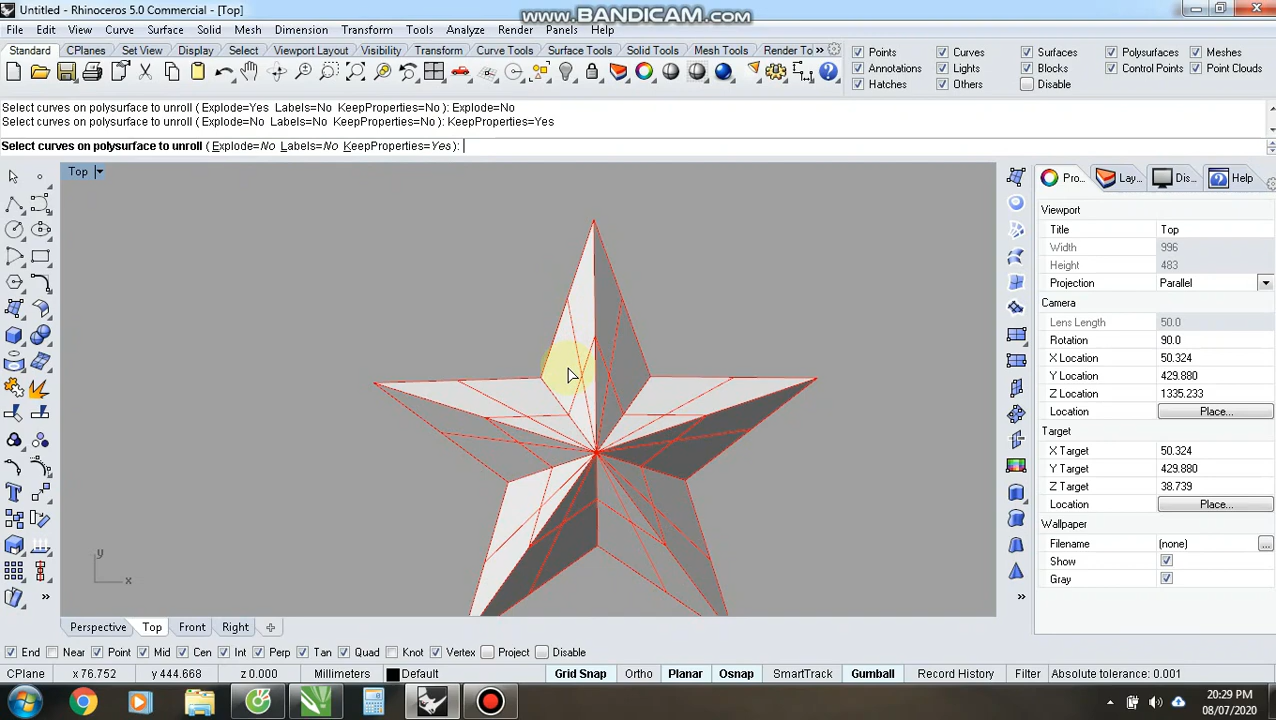 Untitled - Rhinoceros 5.0 Commercial - [Top]
www.BANDICAM.com
File Edit View Curve Surface Solid Mesh Dimension Transform Tools Analyze Render Panels Help
Standard CPlanes Set View Display Select Viewport Layout Visibility Transform Curve Tools Surface Tools Solid Tools Mesh Tools Render To »
Points Curves Surfaces Polysurfaces Meshes
Annotations Lights Blocks Control Points Point Clouds
Hatches Others Disable
Select curves on polysurface to unroll ( Explode=Yes Labels=No KeepProperties=No ): Explode=No
Select curves on polysurface to unroll ( Explode=No Labels=No KeepProperties=No ): KeepProperties=Yes
Select curves on polysurface to unroll ( Explode=No Labels=No KeepProperties=Yes ):
Top
Pro... Lay... Dis... Help
Viewport
Title Top
Width 996
Height 483
Projection Parallel
Camera
Lens Length 50.0
Rotation 90.0
X Location 50.324
Y Location 429.880
Z Location 1335.233
Location Place...
Target
X Target 50.324
Y Target 429.880
Z Target 38.739
Location Place...
Wallpaper
Filename (none) ...
Show
Gray
y
x
Perspective Top Front Right
End Near Point Mid Cen Int Perp Tan Quad Knot Vertex Project Disable
CPlane x 76.752 y 444.668 z 0.000 Millimeters Default Grid Snap Ortho Planar Osnap SmartTrack Gumball Record History Filter Absolute tolerance: 0.001
20:29 PM
08/07/2020